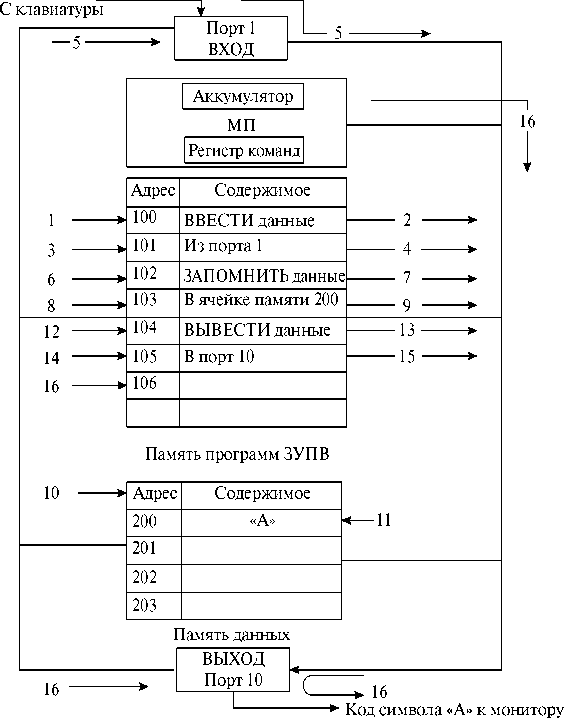 С клавиатуры
Порт 1
ВХОД
5
5
Аккумулятор
МП
Регистр команд
16
Адрес Содержимое
1 100 ВВЕСТИ данные 2
3 101 Из порта 1 4
6 102 ЗАПОМНИТЬ данные 7
8 103 В ячейке памяти 200 9
12 104 ВЫВЕСТИ данные 13
14 105 В порт 10 15
16 106
Память программ ЗУПВ
10 Адрес Содержимое
200 «А» 11
201
202
203
Память данных
ВЫХОД
Порт 10
16
16
Код символа «А» к монитору